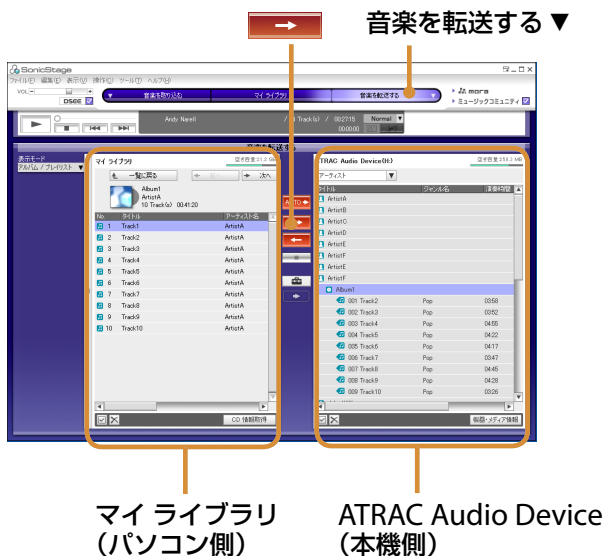 音楽を転送する▼
SonicStage
ファイル(F) 編集(E) 表示(V) 操作(C) ツール(T) ヘルプ(H)
VOL - +
DSEE
▼ 音楽を取り込む
マイ ライブラリ
音楽を転送する ▼
mora
ミュージックコミュニティ ▼
Andy Narell
/ Track(s) / 00:27:15 Normal ▼
00:00:00
音楽を転送する
表示モード
アルバム / プレイリスト ▼
マイ ライブラリ
一覧に戻る
次へ
Album1
ArtistA
10 Track(s) 00:41:20
No. タイトル アーティスト名
1 Track1 ArtistA
2 Track2 ArtistA
3 Track3 ArtistA
4 Track4 ArtistA
5 Track5 ArtistA
6 Track6 ArtistA
7 Track7 ArtistA
8 Track8 ArtistA
9 Track9 ArtistA
10 Track10 ArtistA
CD 情報取得
AUTO
ATRAC Audio Device(H:)
アーティスト ▼
タイトル ジャンル名 演奏時間
ArtistA
ArtistB
ArtistC
ArtistD
ArtistE
ArtistF
ArtistE
ArtistF
Album1
001 Track2 Pop 03:58
002 Track3 Pop 03:52
003 Track4 Pop 04:55
004 Track5 Pop 04:22
005 Track6 Pop 04:17
006 Track7 Pop 03:47
007 Track8 Pop 04:45
008 Track9 Pop 04:28
009 Track10 Pop 03:26
機器・メディア情報
マイ ライブラリ
（パソコン側）
ATRAC Audio Device
（本機側）